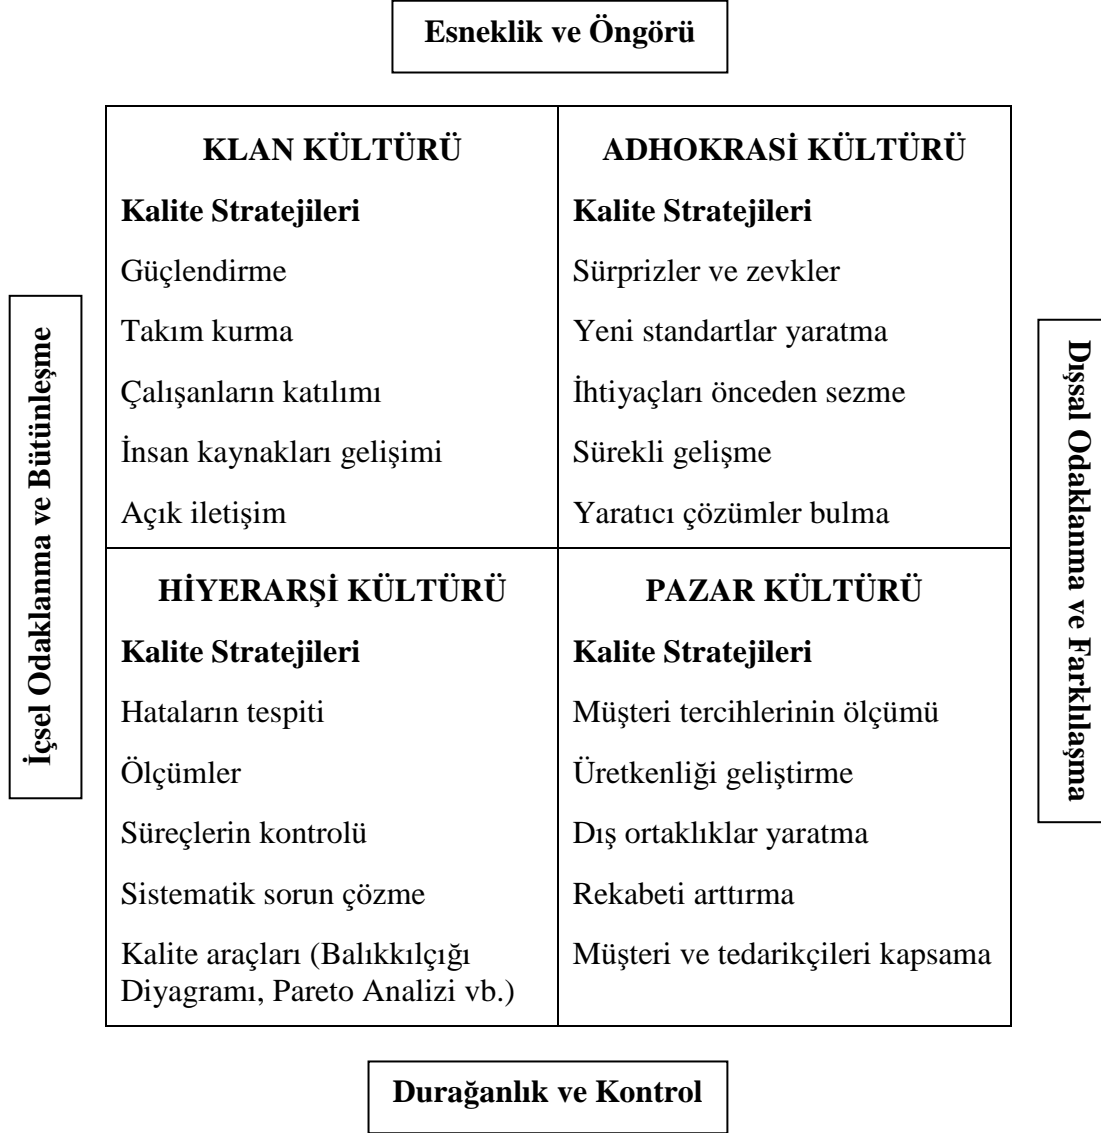 Esneklik ve Öngörü
KLAN KÜLTÜRÜ
Kalite Stratejileri
Güçlendirme
Takım kurma
Çalışanların katılımı
İnsan kaynakları gelişimi
Açık iletişim
ADHOKRASİ KÜLTÜRÜ
Kalite Stratejileri
Sürprizler ve zevkler
Yeni standartlar yaratma
İhtiyaçları önceden sezme
Sürekli gelişme
Yaratıcı çözümler bulma
İçsel Odaklanma ve Bütünleşme
Dışsal Odaklanma ve Farklılaşma
HİYERARŞİ KÜLTÜRÜ
Kalite Stratejileri
Hataların tespiti
Ölçümler
Süreçlerin kontrolü
Sistematik sorun çözme
Kalite araçları (Balıkkılçığı
Diyagramı, Pareto Analizi vb.)
PAZAR KÜLTÜRÜ
Kalite Stratejileri
Müşteri tercihlerinin ölçümü
Üretkenliği geliştirme
Dış ortaklıklar yaratma
Rekabeti arttırma
Müşteri ve tedarikçileri kapsama
Durağanlık ve Kontrol